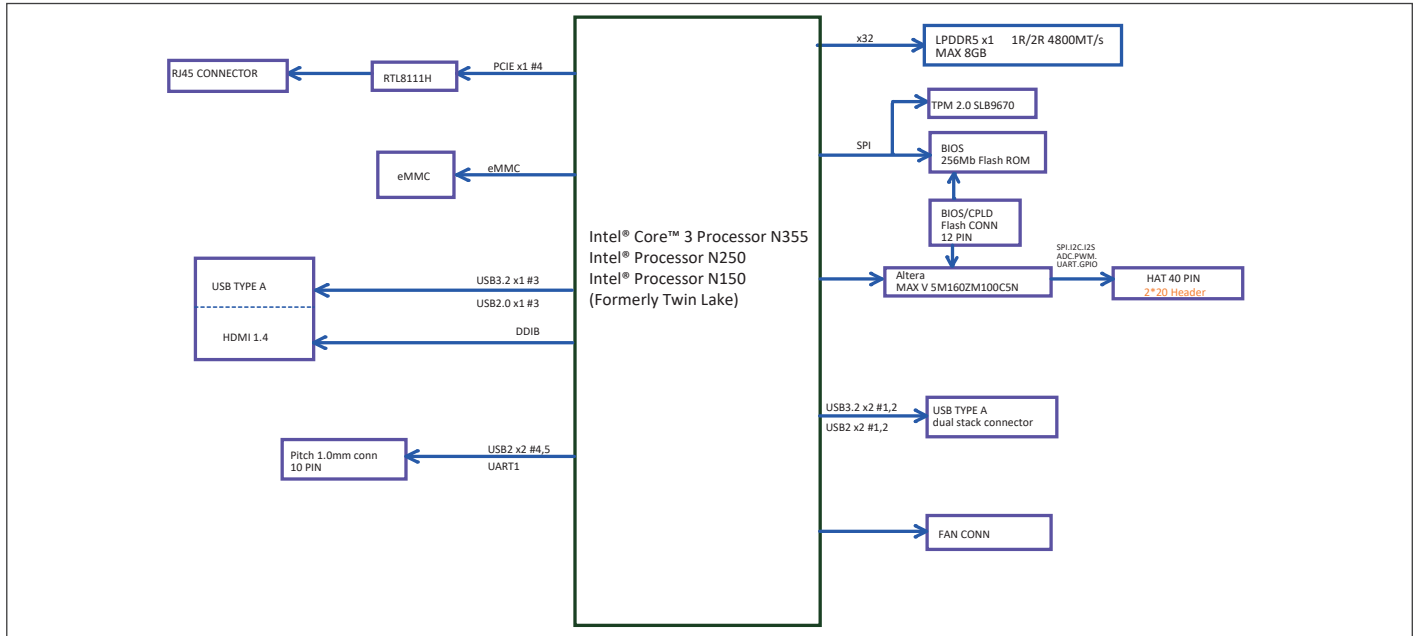 RJ45 CONNECTOR
RTL8111H
PCIE x1 #4
eMMC
eMMC
USB TYPE A
HDMI 1.4
USB3.2 x1 #3
USB2.0 x1 #3
DDIB
Pitch 1.0mm conn
10 PIN
USB2 x2 #4,5
UART1
Intel® Core™ 3 Processor N355
Intel® Processor N250
Intel® Processor N150
(Formerly Twin Lake)
x32
LPDDR5 x1 1R/2R 4800MT/s
MAX 8GB
TPM 2.0 SLB9670
SPI
BIOS
256Mb Flash ROM
BIOS/CPLD
Flash CONN
12 PIN
Altera
MAX V 5M160ZM100C5N
SPI.I2C.I2S
ADC.PWM.
UART.GPIO
HAT 40 PIN
2*20 Header
USB3.2 x2 #1,2
USB2 x2 #1,2
USB TYPE A
dual stack connector
FAN CONN